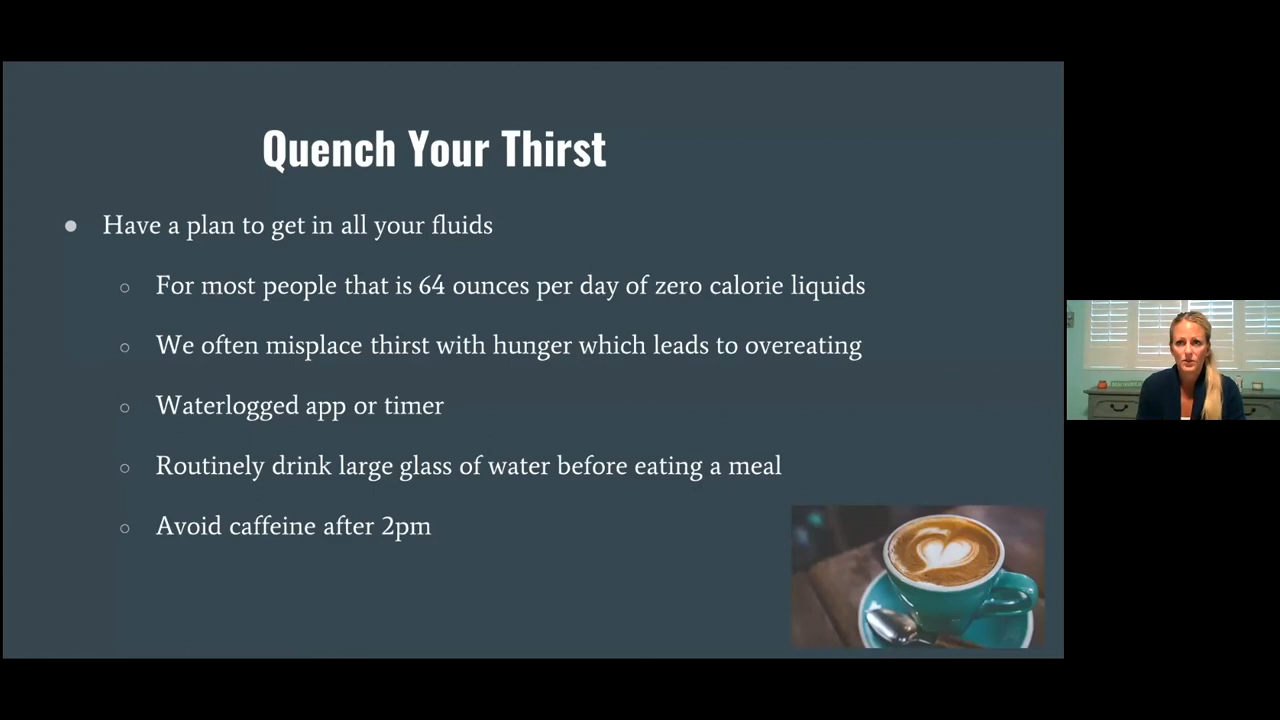 Quench Your Thirst
● Have a plan to get in all your fluids
○ For most people that is 64 ounces per day of zero calorie liquids
○ We often misplace thirst with hunger which leads to overeating
○ Waterlogged app or timer
○ Routinely drink large glass of water before eating a meal
○ Avoid caffeine after 2pm